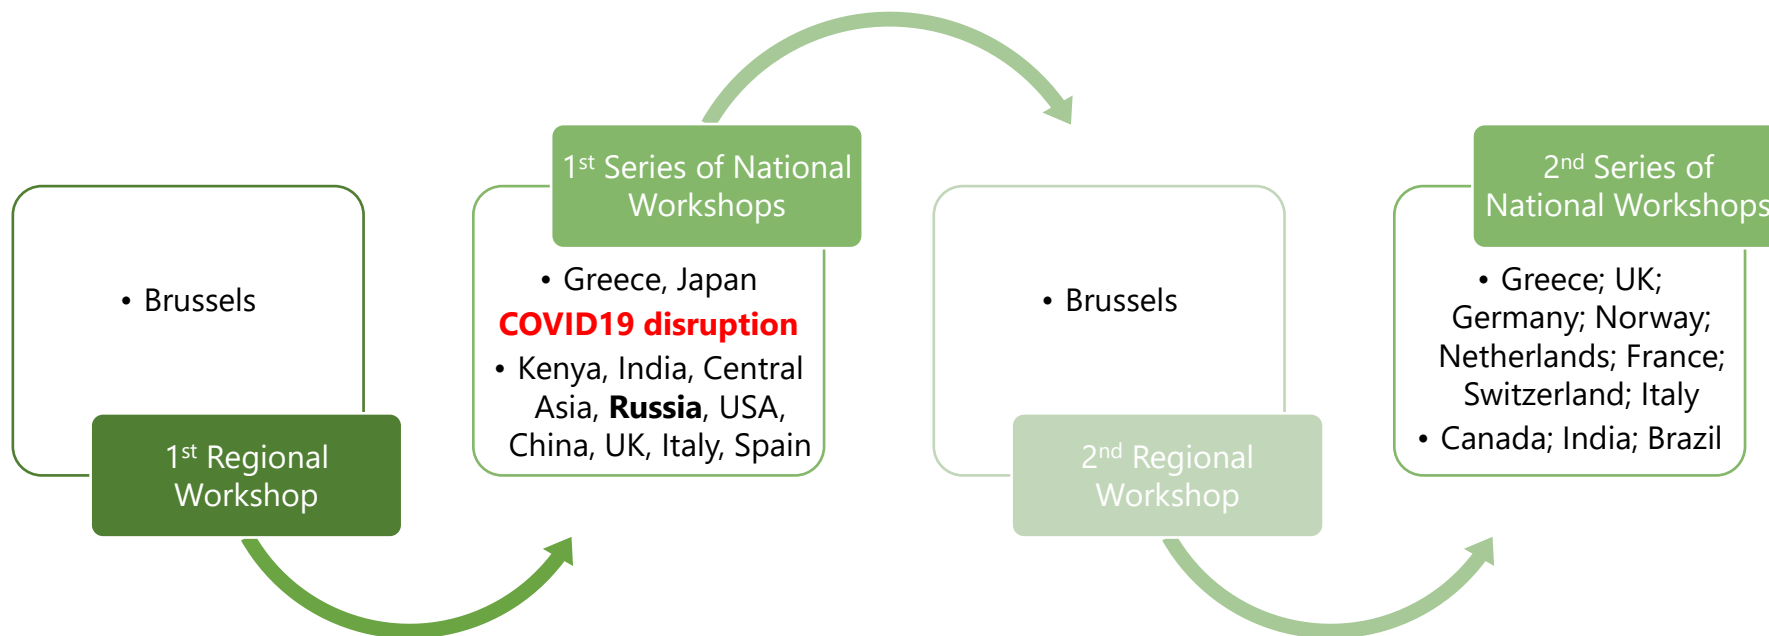 • Brussels
1st Regional
Workshop
1st Series of National
Workshops
• Greece, Japan
COVID19 disruption
• Kenya, India, Central
Asia, Russia, USA,
China, UK, Italy, Spain
• Brussels
2nd Regional
Workshop
2nd Series of
National Workshops
• Greece; UK;
Germany; Norway;
Netherlands; France;
Switzerland; Italy
• Canada; India; Brazil